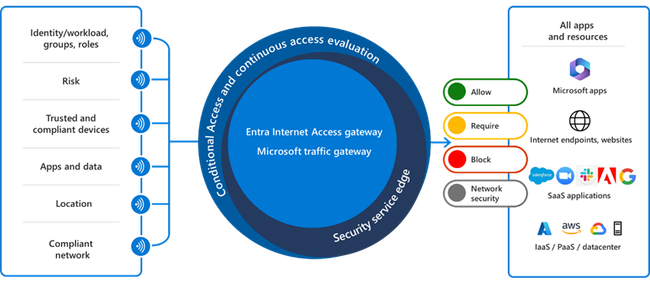 Identity/workload,
groups, roles
Risk
Trusted and
compliant devices
Apps and data
Location
Compliant
network
Conditional Access and continuous access evaluation
Entra Internet Access gateway
Microsoft traffic gateway
Security service edge
Allow
Require
Block
Network
security
All apps
and resources
Microsoft apps
Internet endpoints, websites
salesforce
SaaS applications
aws
IaaS / PaaS / datacenter